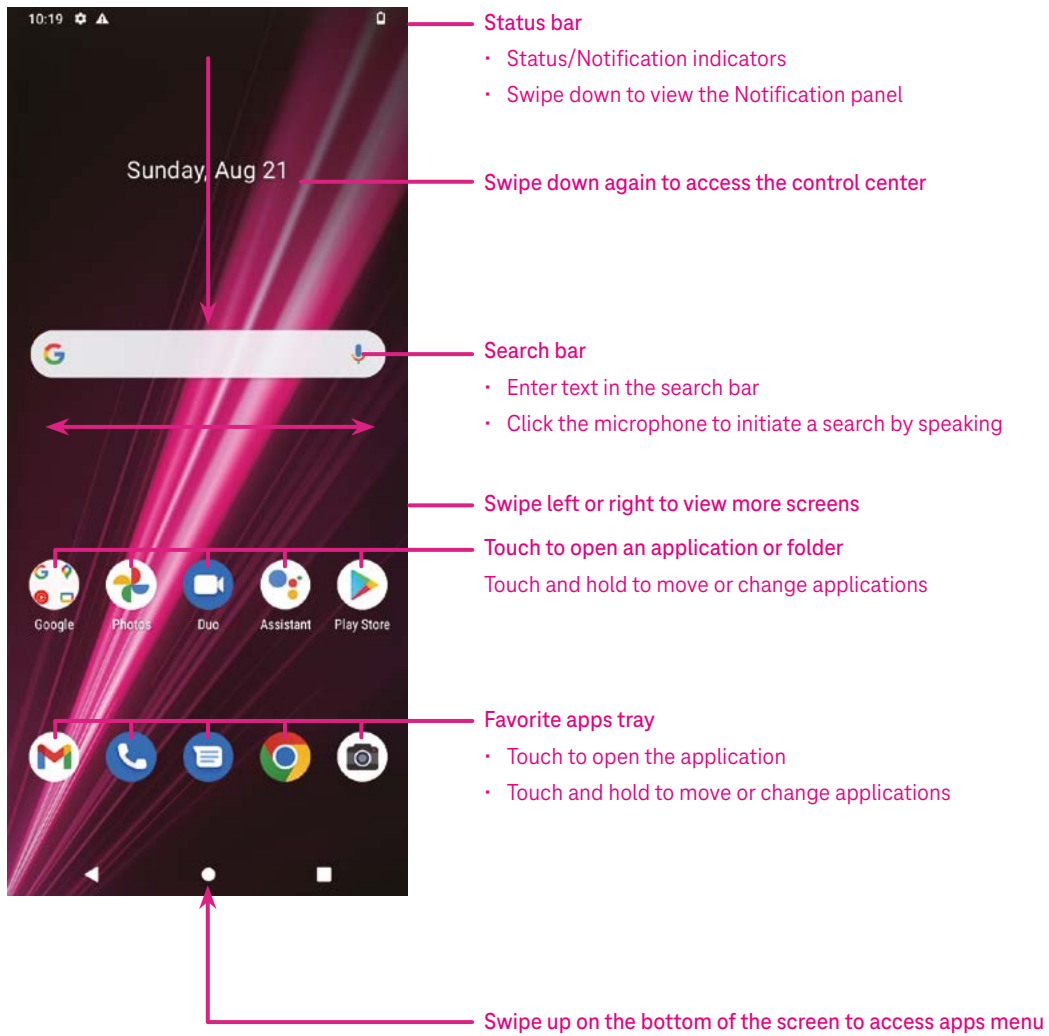 10:19
Status bar
• Status/Notification indicators
• Swipe down to view the Notification panel
Sunday, Aug 21
Swipe down again to access the control center
G
Search bar
• Enter text in the search bar
• Click the microphone to initiate a search by speaking
Swipe left or right to view more screens
Touch to open an application or folder
Touch and hold to move or change applications
Google Photos Duo Assistant Play Store
Favorite apps tray
• Touch to open the application
• Touch and hold to move or change applications
Swipe up on the bottom of the screen to access apps menu